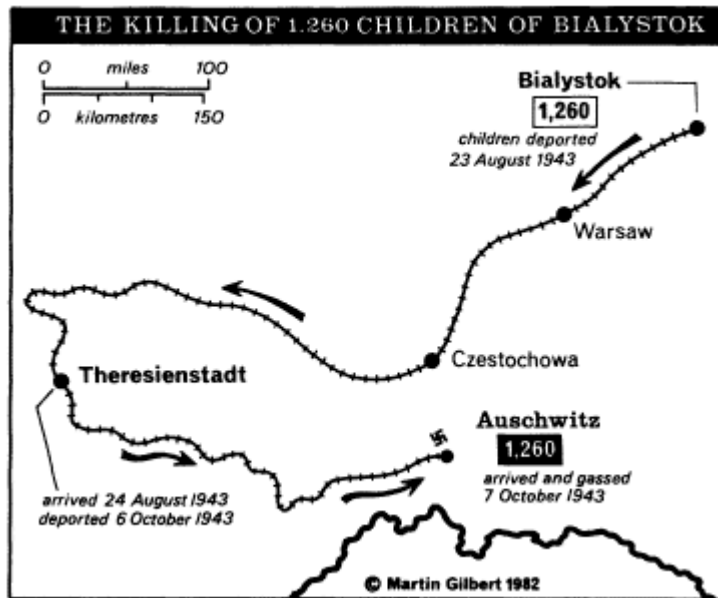 THE KILLING OF 1.260 CHILDREN OF BIALYSTOK
0 miles 100
0 kilometres 150
Bialystok
1,260
children deported
23 August 1943
Warsaw
Czestochowa
Theresienstadt
arrived 24 August 1943
deported 6 October 1943
Auschwitz
1,260
arrived and gassed
7 October 1943
© Martin Gilbert 1982